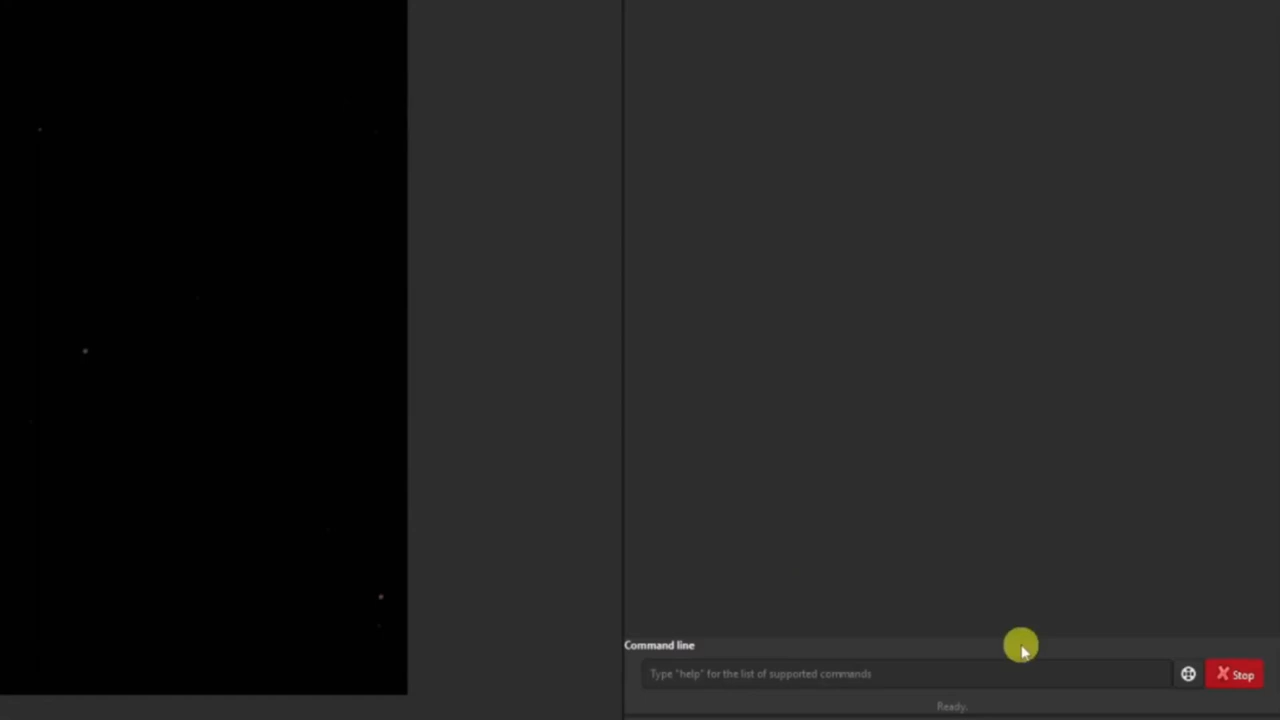 Command line
Type "help" for the list of supported commands
Stop
Ready.